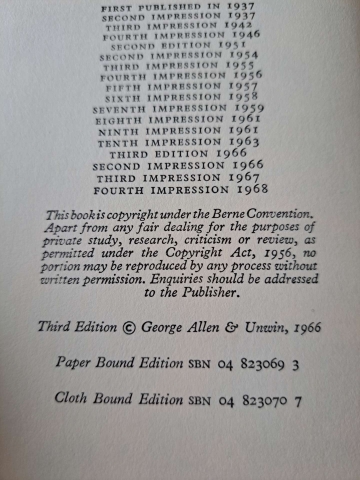 FIRST PUBLISHED IN 1937
SECOND IMPRESSION 1937
THIRD IMPRESSION 1942
FOURTH IMPRESSION 1946
SECOND EDITION 1951
SECOND IMPRESSION 1954
THIRD IMPRESSION 1955
FOURTH IMPRESSION 1956
FIFTH IMPRESSION 1957
SIXTH IMPRESSION 1958
SEVENTH IMPRESSION 1959
EIGHTH IMPRESSION 1961
NINTH IMPRESSION 1961
TENTH IMPRESSION 1963
THIRD EDITION 1966
SECOND IMPRESSION 1966
THIRD IMPRESSION 1967
FOURTH IMPRESSION 1968
This book is copyright under the Berne Convention.
Apart from any fair dealing for the purposes of
private study, research, criticism or review, as
permitted under the Copyright Act, 1956, no
portion may be reproduced by any process without
written permission. Enquiries should be addressed
to the Publisher.
Third Edition © George Allen & Unwin, 1966
Paper Bound Edition SBN 04 823069 3
Cloth Bound Edition SBN 04 823070 7